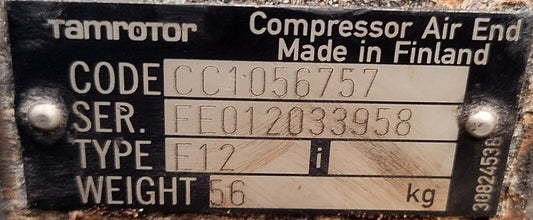 TAMROTOR
Compressor Air End
Made in Finland
CODE CC1056757
SER. FE012033958
TYPE E12 i
WEIGHT 56 kg
30824536